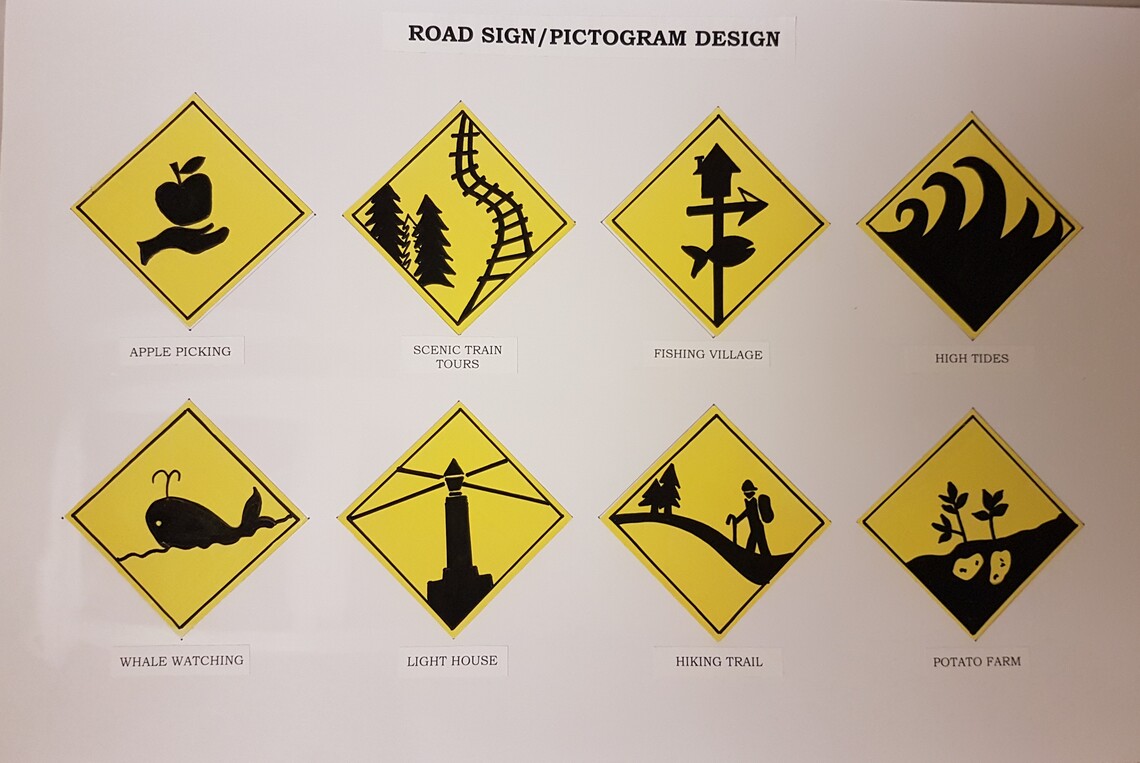 ROAD SIGN/PICTOGRAM DESIGN
APPLE PICKING
SCENIC TRAIN
TOURS
FISHING VILLAGE
HIGH TIDES
WHALE WATCHING
LIGHT HOUSE
HIKING TRAIL
POTATO FARM